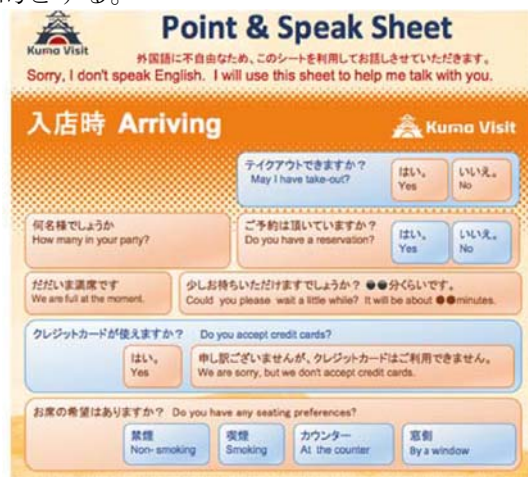 をする。
Kuma Visit
Point & Speak Sheet
外国語に不自由なため、このシートを利用してお話しさせていただきます。
Sorry, I don't speak English. I will use this sheet to help me talk with you.
入店時 Arriving
Kuma Visit
テイクアウトできますか？
May I have take-out?
はい。
Yes
いいえ。
No
何名様でしょうか
How many in your party?
ご予約は頂いていますか？
Do you have a reservation?
はい。
Yes
いいえ。
No
だだいま満席です
We are full at the moment.
少しお待ちいただけますでしょうか？ ●●分くらいです。
Could you please wait a little while? It will be about ●●minutes.
クレジットカードが使えますか？ Do you accept credit cards?
はい。
Yes
申し訳ございませんが、クレジットカードはご利用できません。
We are sorry, but we don't accept credit cards.
お席の希望はありますか？ Do you have any seating preferences?
禁煙
Non-smoking
喫煙
Smoking
カウンター
At the counter
窓側
By a window